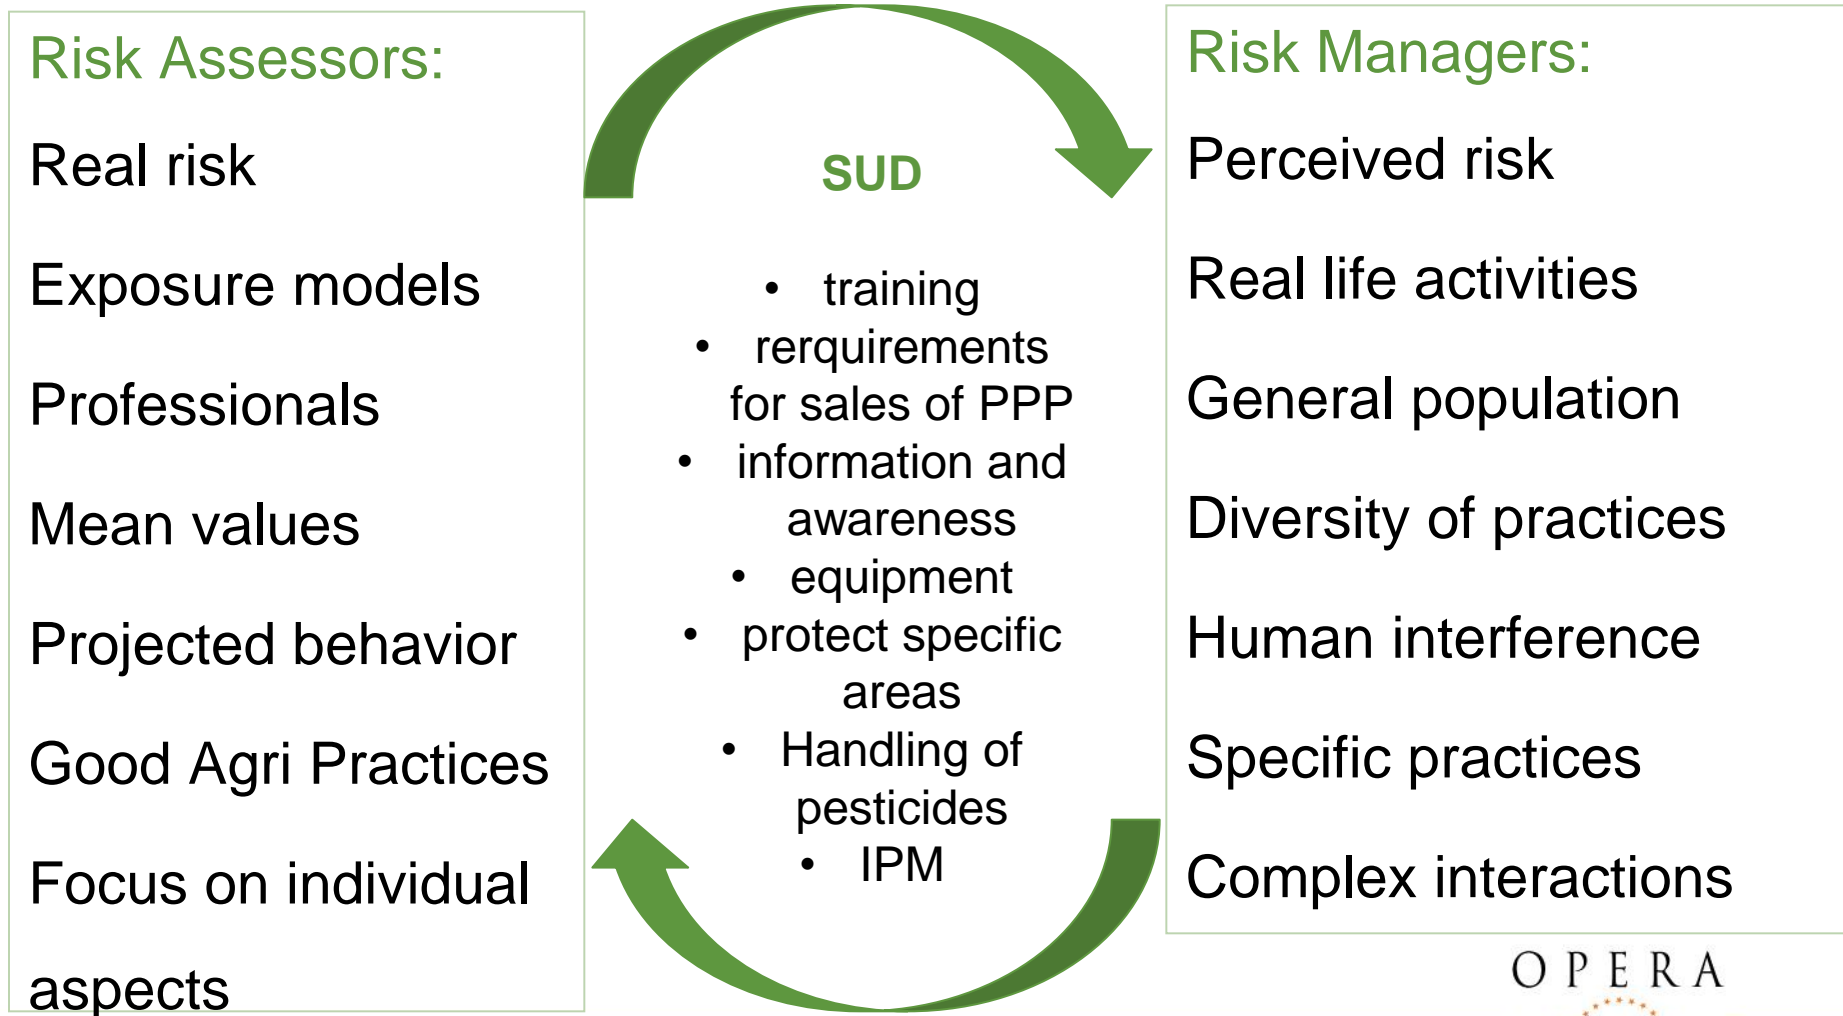 Risk Assessors:
Real risk
Exposure models
Professionals
Mean values
Projected behavior
Good Agri Practices
Focus on individual
aspects
SUD
• training
• rerquirements
for sales of PPP
• information and
awareness
• equipment
• protect specific
areas
• Handling of
pesticides
• IPM
Risk Managers:
Perceived risk
Real life activities
General population
Diversity of practices
Human interference
Specific practices
Complex interactions
OPERA